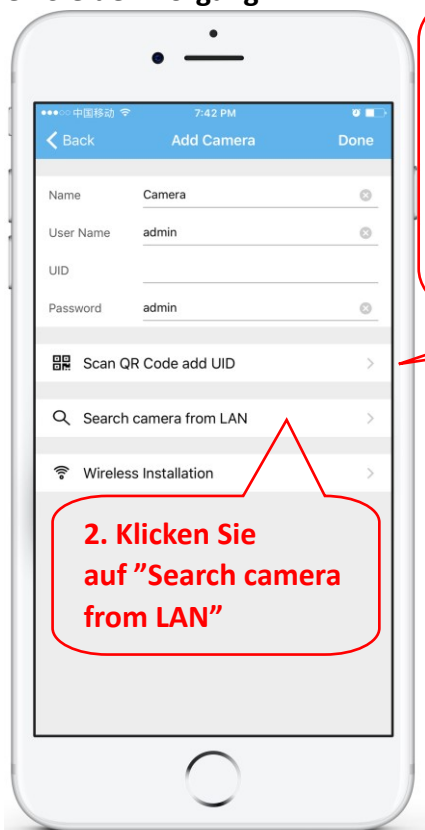 ●●●○○ 中国移动 7:42 PM
Back Add Camera Done
Name Camera
User Name admin
UID
Password admin
Scan QR Code add UID
Search camera from LAN
Wireless Installation
2. Klicken Sie
auf ”Search camera
from LAN”